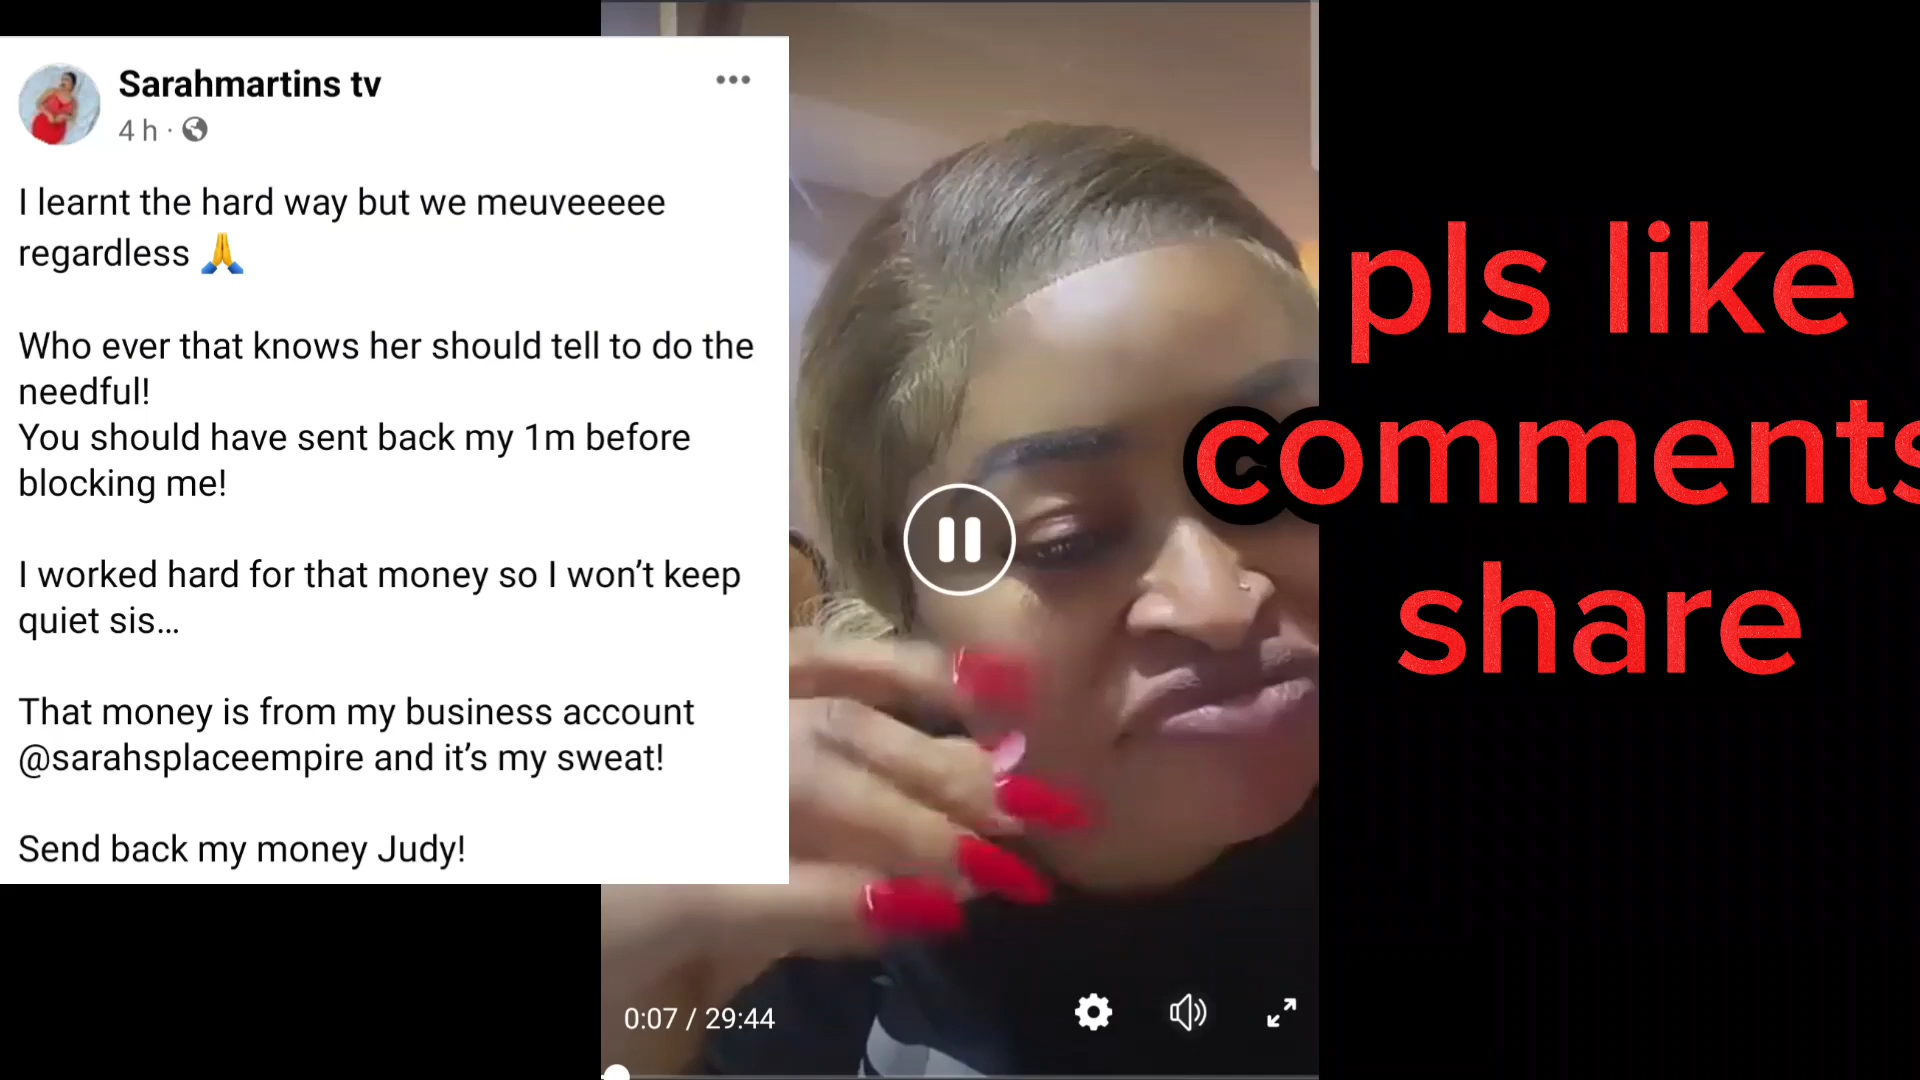 Sarahmartins tv
4 h ·
I learnt the hard way but we meuveeeee
regardless 🙏
Who ever that knows her should tell to do the
needful!
You should have sent back my 1m before
blocking me!
I worked hard for that money so I won’t keep
quiet sis…
That money is from my business account
@sarahsplaceempire and it’s my sweat!
Send back my money Judy!
0:07 / 29:44
pls like
comments
share